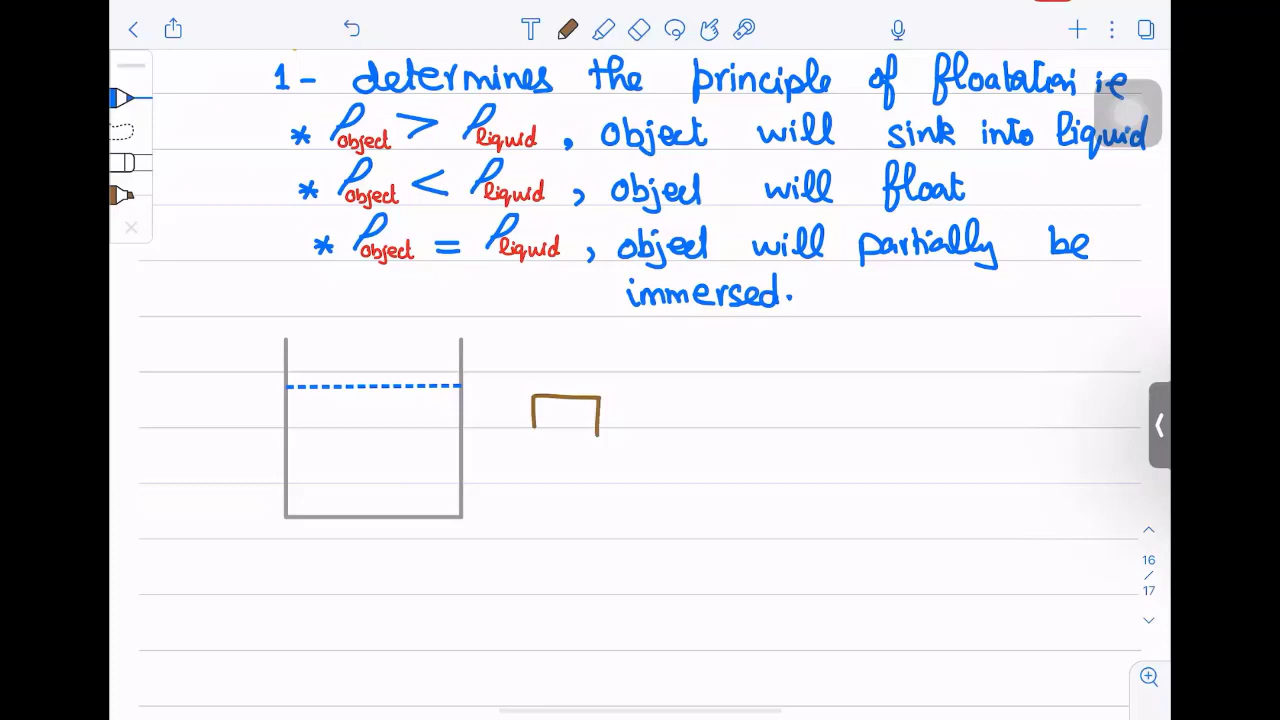 1- determines the principle of floatation ie
* ρobject > ρliquid, object will sink into liquid
* ρobject < ρliquid, object will float
* ρobject = ρliquid, object will partially be
immersed.
16
/
17